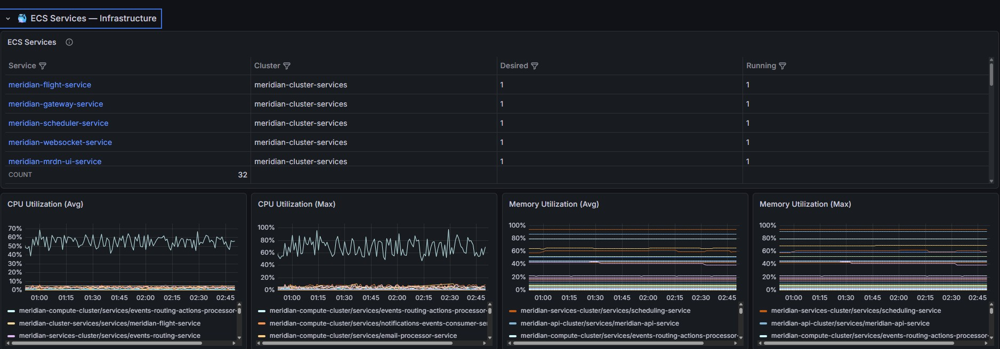 ECS Services — Infrastructure
ECS Services
Service Cluster Desired Running
meridian-flight-service meridian-cluster-services 1 1
meridian-gateway-service meridian-cluster-services 1 1
meridian-scheduler-service meridian-cluster-services 1 1
meridian-websocket-service meridian-cluster-services 1 1
meridian-mrdn-ui-service meridian-cluster-services 1 1
COUNT 32
CPU Utilization (Avg)
70%
60%
50%
40%
30%
20%
10%
0%
01:00 01:15 01:30 01:45 02:00 02:15 02:30 02:45
meridian-compute-cluster/services/events-routing-actions-processor-
meridian-cluster-services/services/meridian-flight-service
meridian-services-cluster/services/events-routing-service
CPU Utilization (Max)
100%
80%
60%
40%
20%
0%
01:00 01:15 01:30 01:45 02:00 02:15 02:30 02:45
meridian-compute-cluster/services/events-routing-actions-processor-
meridian-compute-cluster/services/notifications-events-consumer-se
meridian-compute-cluster/services/email-processor-service
Memory Utilization (Avg)
100%
80%
60%
40%
20%
0%
01:00 01:15 01:30 01:45 02:00 02:15 02:30 02:45
meridian-services-cluster/services/scheduling-service
meridian-api-cluster/services/meridian-api-service
meridian-compute-cluster/services/events-routing-actions-processor-
Memory Utilization (Max)
100%
80%
60%
40%
20%
0%
01:00 01:15 01:30 01:45 02:00 02:15 02:30 02:45
meridian-services-cluster/services/scheduling-service
meridian-api-cluster/services/meridian-api-service
meridian-compute-cluster/services/events-routing-actions-processor-